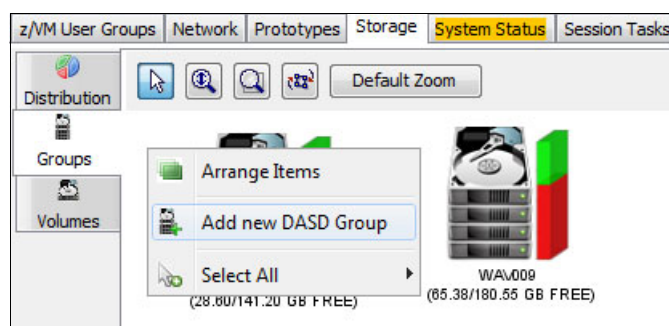 z/VM User Groups Network Prototypes Storage System Status Session Tasks
Distribution
Default Zoom
Groups
Volumes
Arrange Items
Add new DASD Group
Select All
(28.60/141.20 GB FREE)
WAV009
(65.38/180.55 GB FREE)